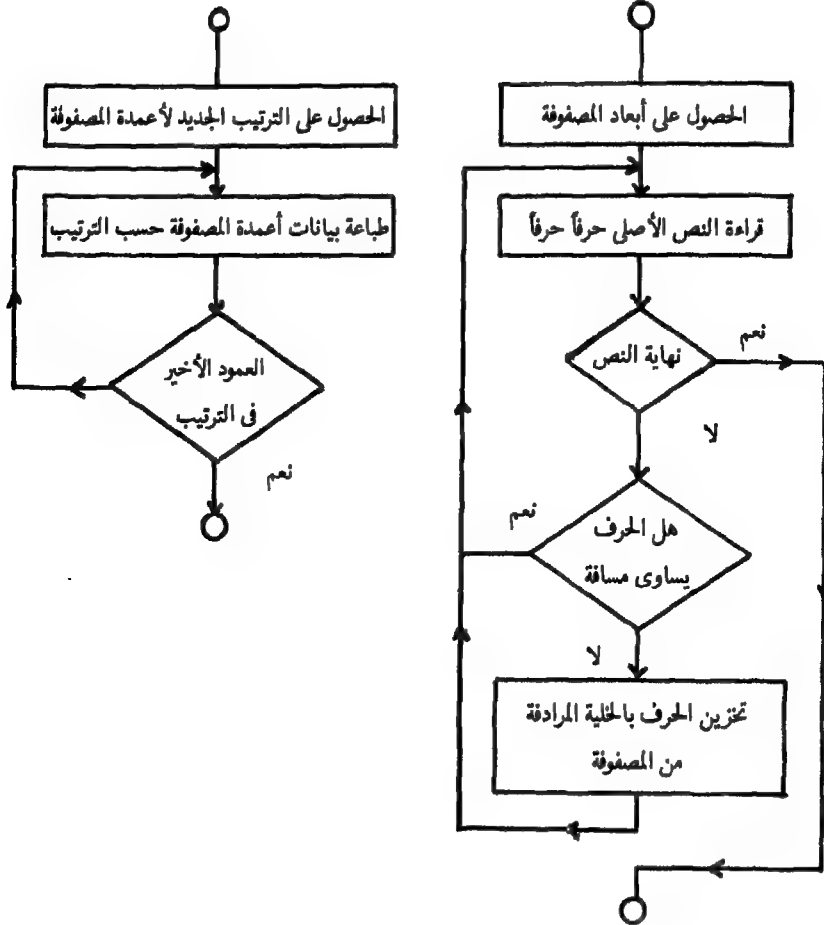 الحصول على أبعاد المصفوفة
قراءة النص الأصلى حرفاً حرفاً
نهاية النص
نعم
لا
هل الحرف
يساوى مسافة
نعم
لا
تخزين الحرف بالخلية المرادفة
من المصفوفة
الحصول على الترتيب الجديد لأعمدة المصفوفة
طباعة بيانات أعمدة المصفوفة حسب الترتيب
العمود الأخير
فى الترتيب
نعم